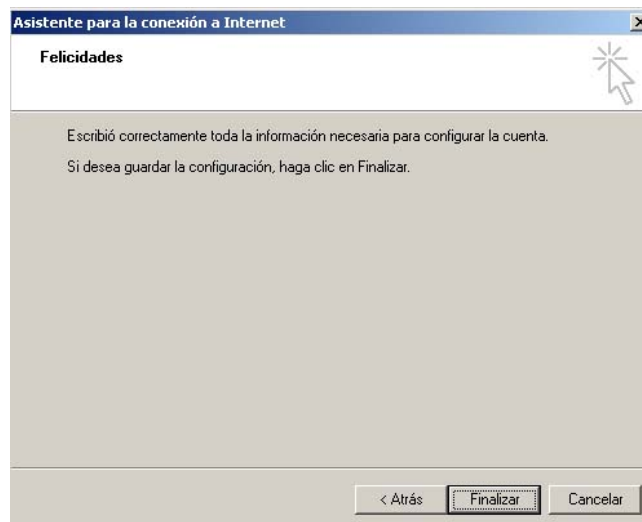 Asistente para la conexión a Internet
Felicidades
Escribió correctamente toda la información necesaria para configurar la cuenta.
Si desea guardar la configuración, haga clic en Finalizar.
< Atrás Finalizar Cancelar